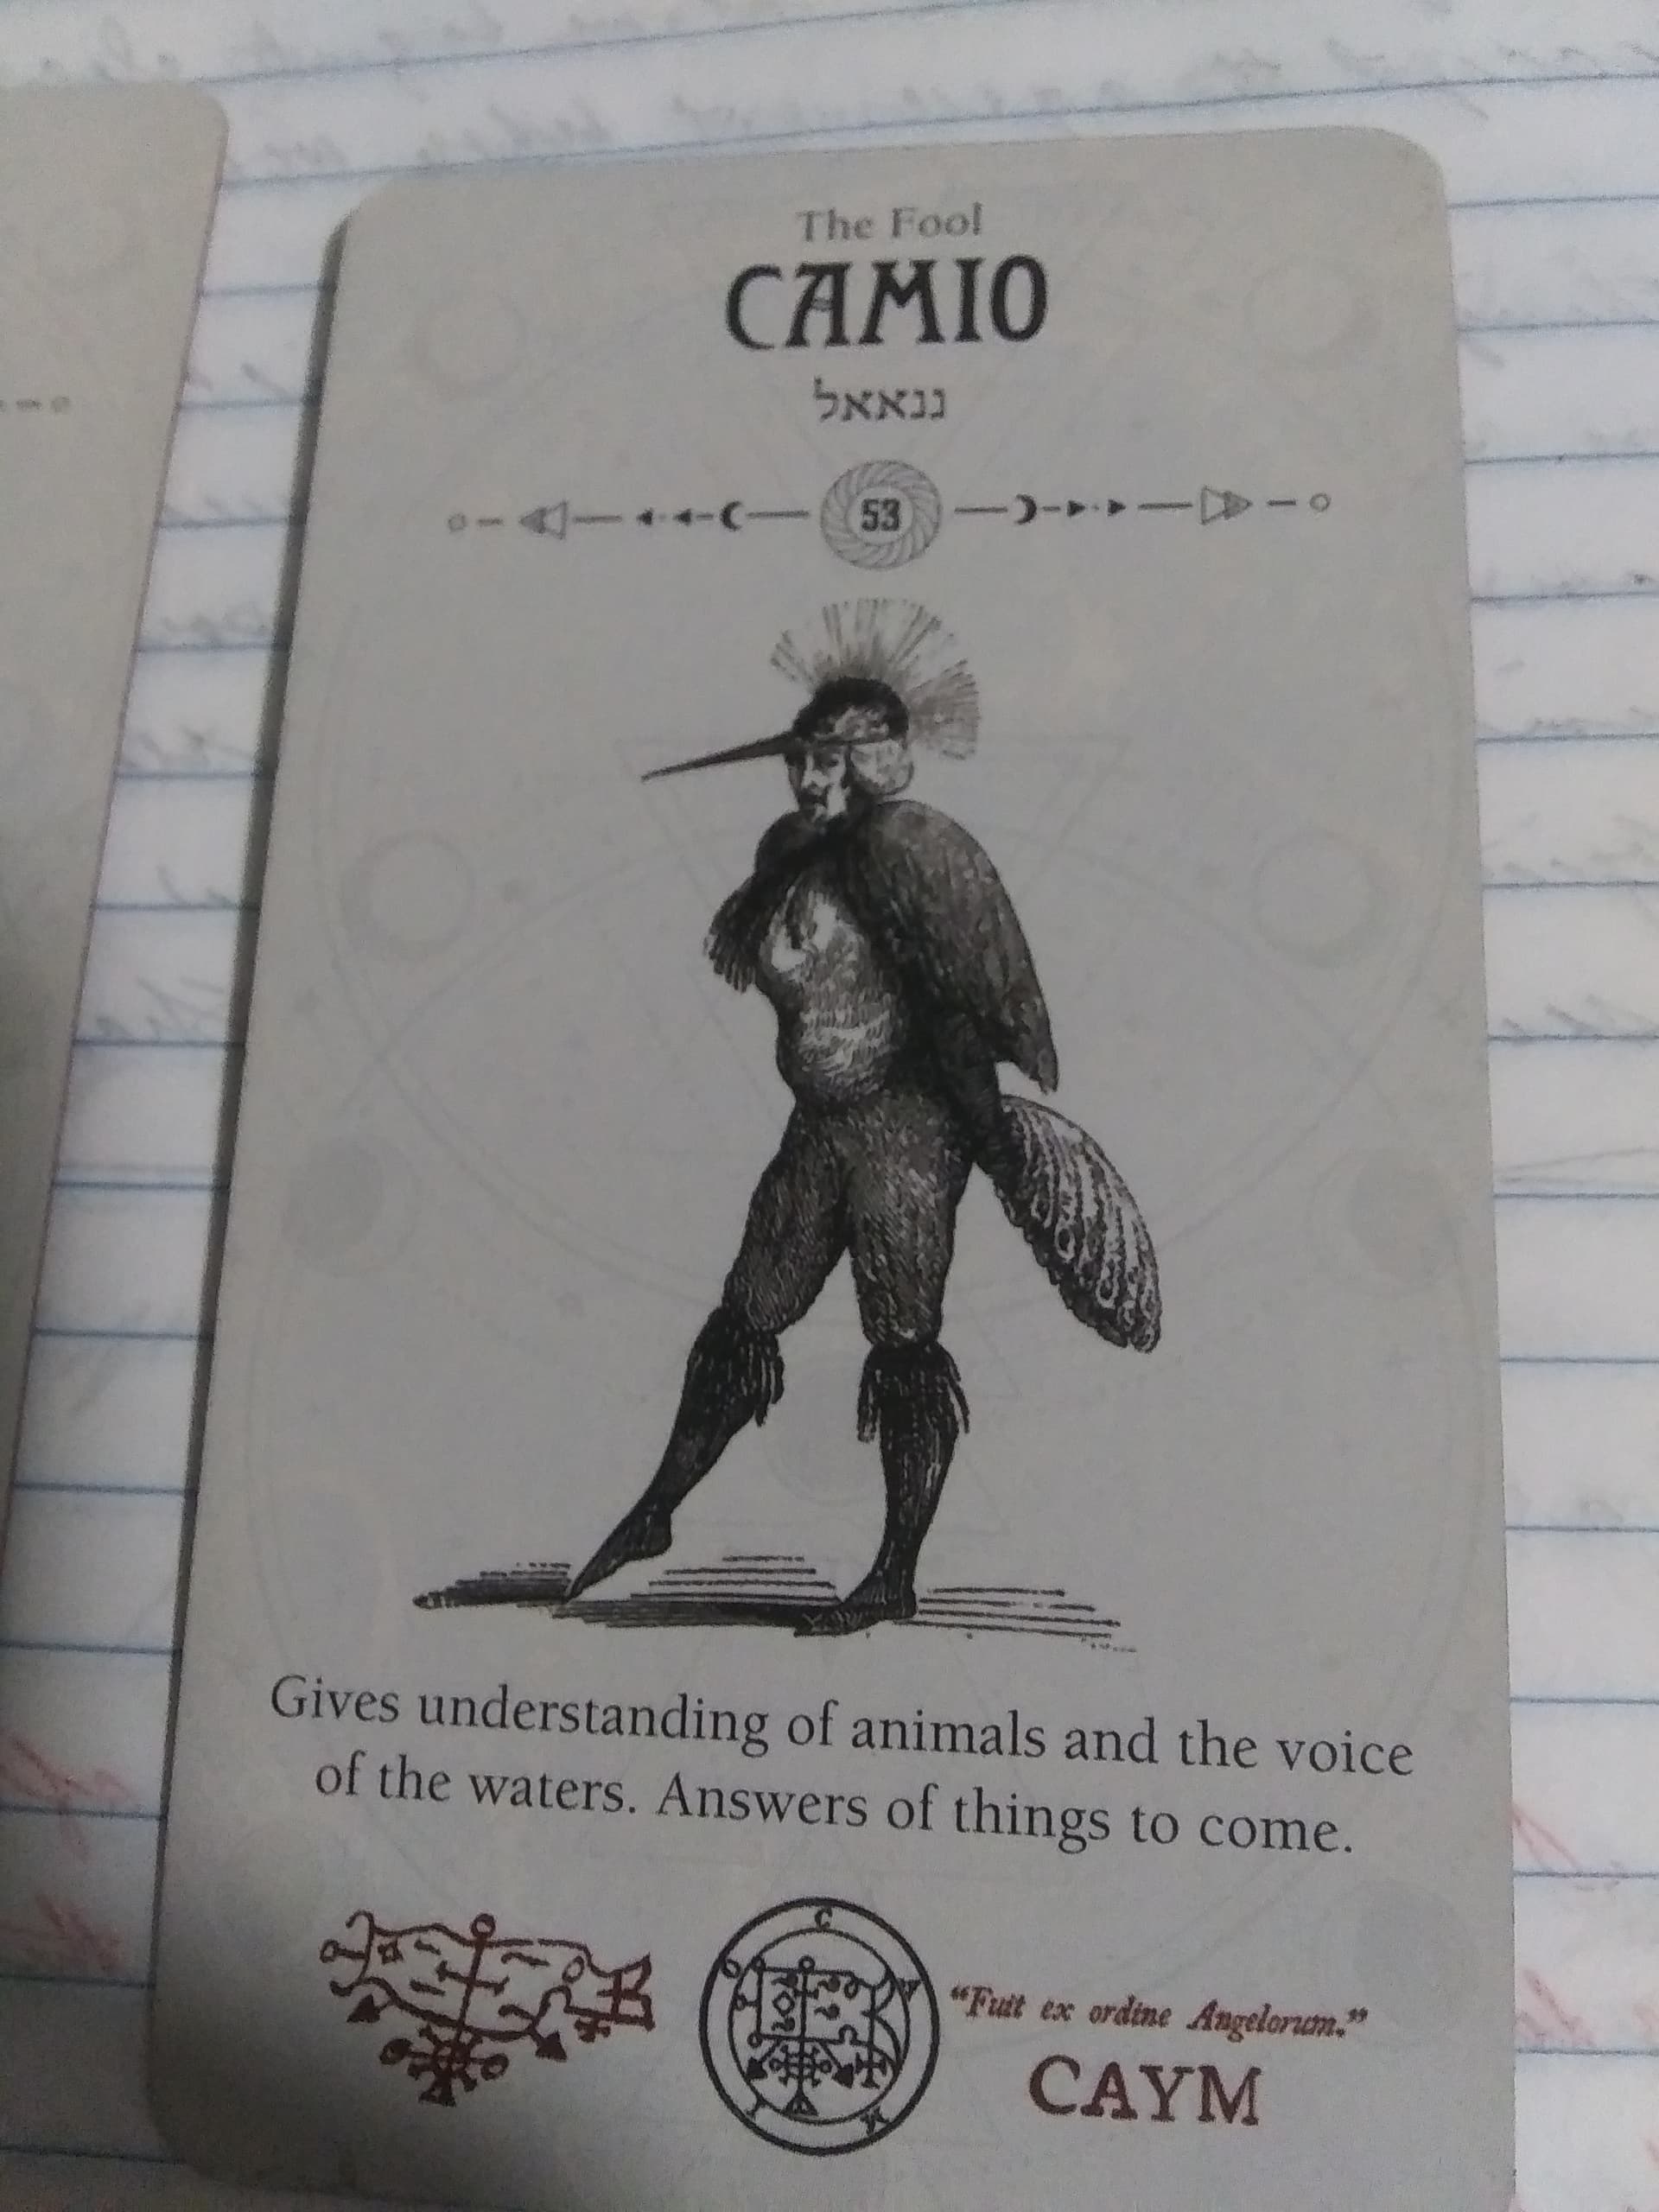 The Fool
CAMIO
ננאאל
53
Gives understanding of animals and the voice
of the waters. Answers of things to come.
"Fuit ex ordine Angelorum."
CAYM